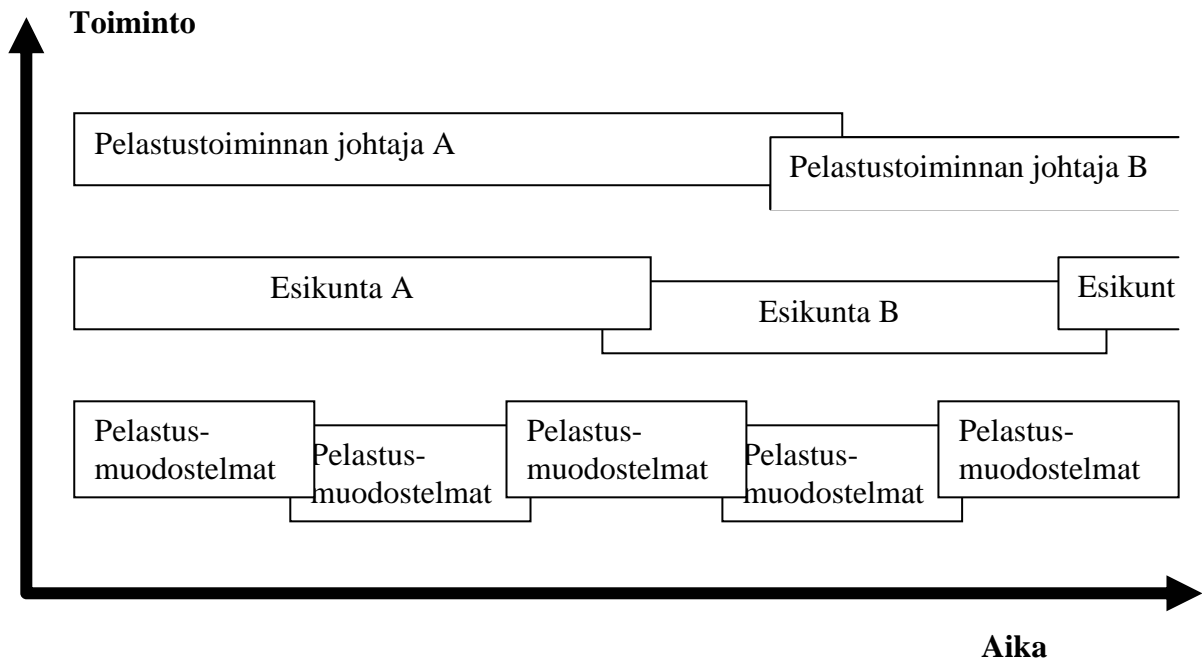 Toiminto
Pelastustoiminnan johtaja A
Pelastustoiminnan johtaja B
Esikunta A
Esikunta B
Esikunt
Pelastus-
muodostelmat
Pelastus-
muodostelmat
Pelastus-
muodostelmat
Pelastus-
muodostelmat
Pelastus-
muodostelmat
Aika